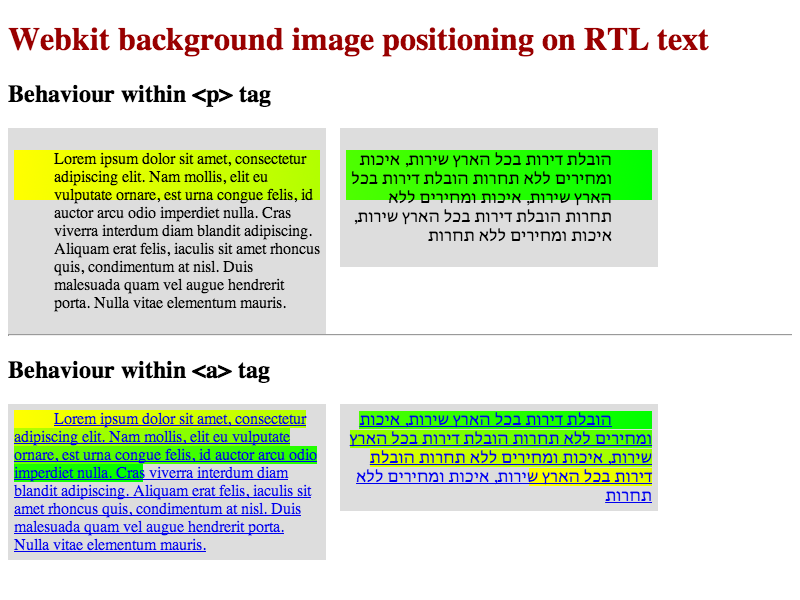 Webkit background image positioning on RTL text
Behaviour within <p> tag
Lorem ipsum dolor sit amet, consectetur
adipiscing elit. Nam mollis, elit eu
vulputate ornare, est urna congue felis, id
auctor arcu odio imperdiet nulla. Cras
viverra interdum diam blandit adipiscing.
Aliquam erat felis, iaculis sit amet rhoncus
quis, condimentum at nisl. Duis
malesuada quam vel augue hendrerit
porta. Nulla vitae elementum mauris.
הובלת דירות בכל הארץ שירות, איכות
ומחירים ללא תחרות הובלת דירות בכל
הארץ שירות, איכות ומחירים ללא
תחרות הובלת דירות בכל הארץ שירות,
איכות ומחירים ללא תחרות
Behaviour within <a> tag
Lorem ipsum dolor sit amet, consectetur
adipiscing elit. Nam mollis, elit eu vulputate
ornare, est urna congue felis, id auctor arcu odio
imperdiet nulla. Cras viverra interdum diam
blandit adipiscing. Aliquam erat felis, iaculis sit
amet rhoncus quis, condimentum at nisl. Duis
malesuada quam vel augue hendrerit porta.
Nulla vitae elementum mauris.
הובלת דירות בכל הארץ שירות, איכות
ומחירים ללא תחרות הובלת דירות בכל הארץ
שירות, איכות ומחירים ללא תחרות הובלת
דירות בכל הארץ שירות, איכות ומחירים ללא
תחרות